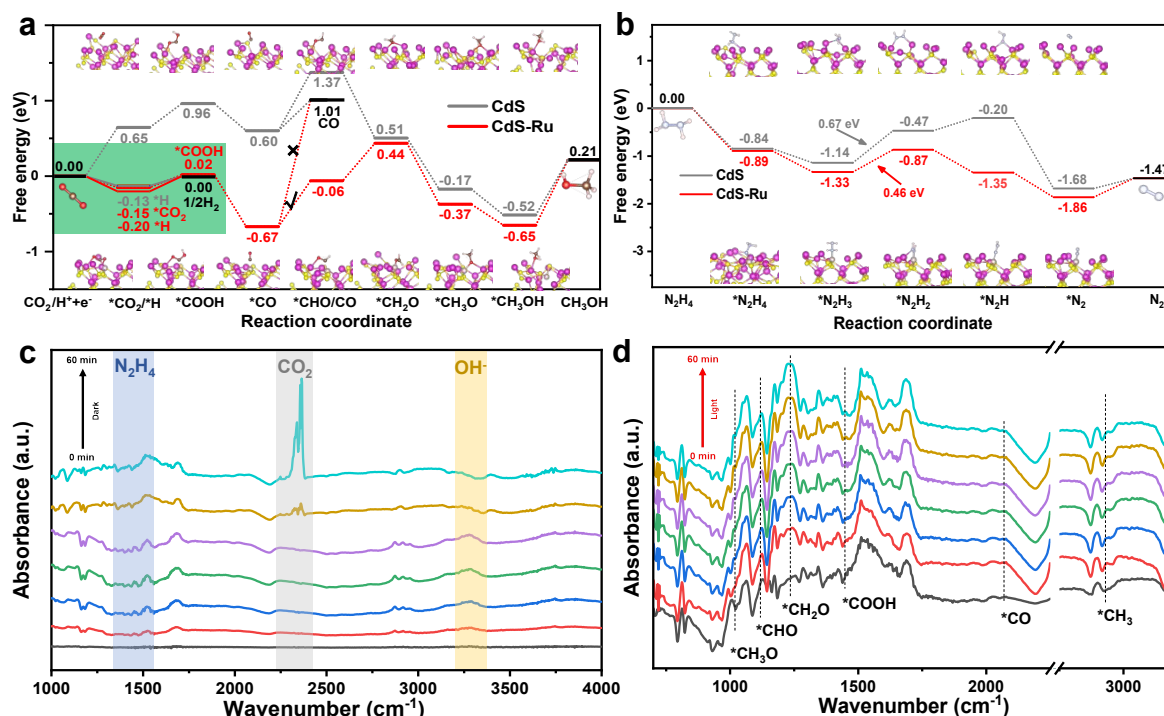 a
Free energy (eV)
1
0
-1
0.00
0.65
0.96
0.60
1.37
1.01
CO
0.51
-0.17
-0.52
0.21
*COOH
0.02
0.00
1/2H₂
-0.13 *H
-0.15 *CO₂
-0.20 *H
-0.67
-0.06
0.44
-0.37
-0.65
CdS
CdS-Ru
CO₂/H⁺+e⁻ *CO₂/*H *COOH *CO *CHO/CO *CH₂O *CH₃O *CH₃OH CH₃OH
Reaction coordinate
b
Free energy (eV)
1
0
-1
-2
-3
0.00
-0.84
-0.89
-1.14
-1.33
0.67 eV
-0.47
-0.87
0.46 eV
-0.20
-1.35
-1.68
-1.86
-1.47
CdS
CdS-Ru
N₂H₄ *N₂H₄ *N₂H₃ *N₂H₂ *N₂H *N₂ N₂
Reaction coordinate
c
Absorbance (a.u.)
60 min
Dark
0 min
N₂H₄
CO₂
OH⁻
1000 1500 2000 2500 3000 3500 4000
Wavenumber (cm⁻¹)
d
Absorbance (a.u.)
60 min
Light
0 min
*CH₃O
*CHO
*CH₂O
*COOH
*CO
*CH₃
1000 1500 2000 3000
Wavenumber (cm⁻¹)